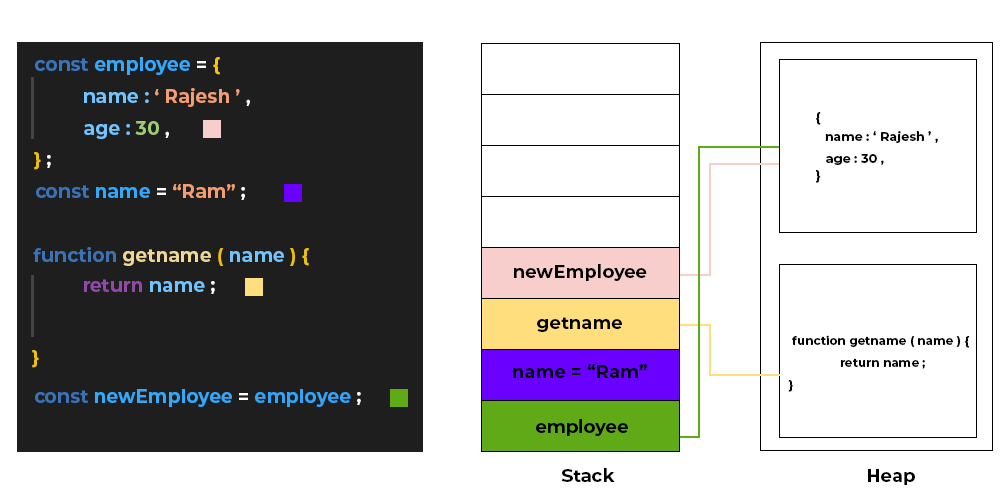 const employee = {
name : ‘ Rajesh ’ ,
age : 30 ,
} ;
const name = “Ram” ;
function getname ( name ) {
return name ;
}
const newEmployee = employee ;
newEmployee
getname
name = “Ram”
employee
Stack
{
name : ‘ Rajesh ’ ,
age : 30 ,
}
function getname ( name ) {
return name ;
}
Heap